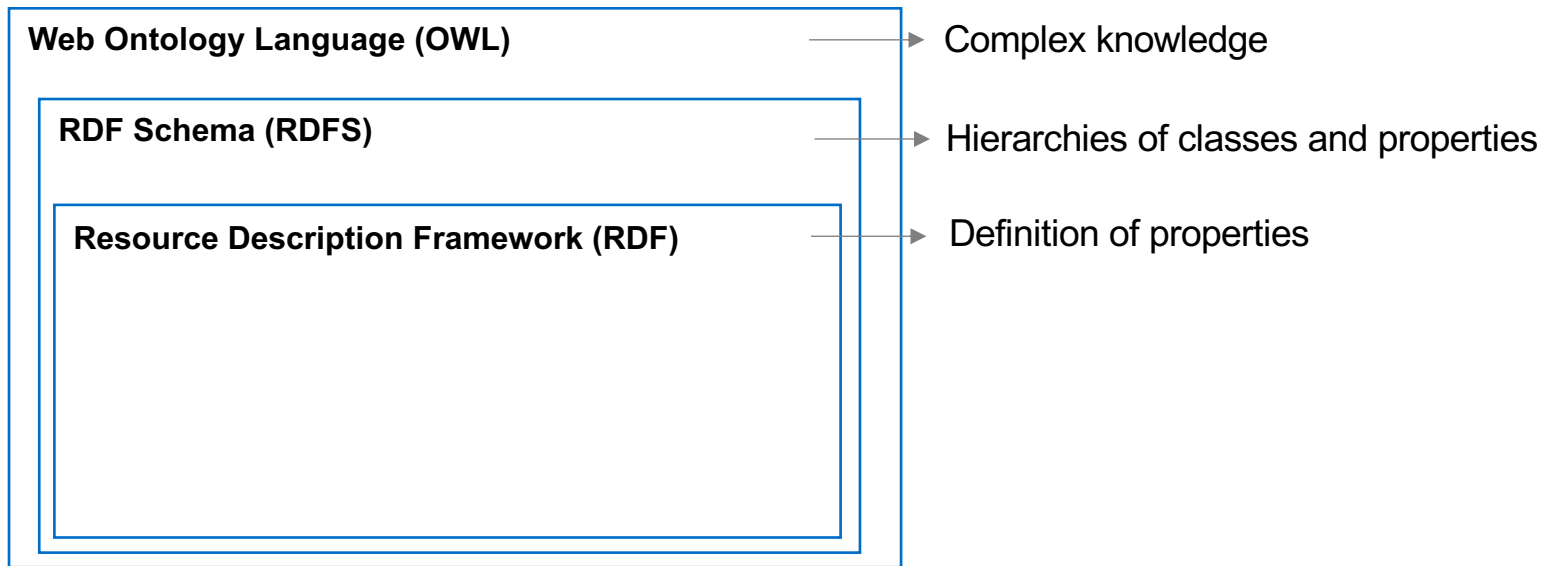 Web Ontology Language (OWL)
Complex knowledge
RDF Schema (RDFS)
Hierarchies of classes and properties
Resource Description Framework (RDF)
Definition of properties